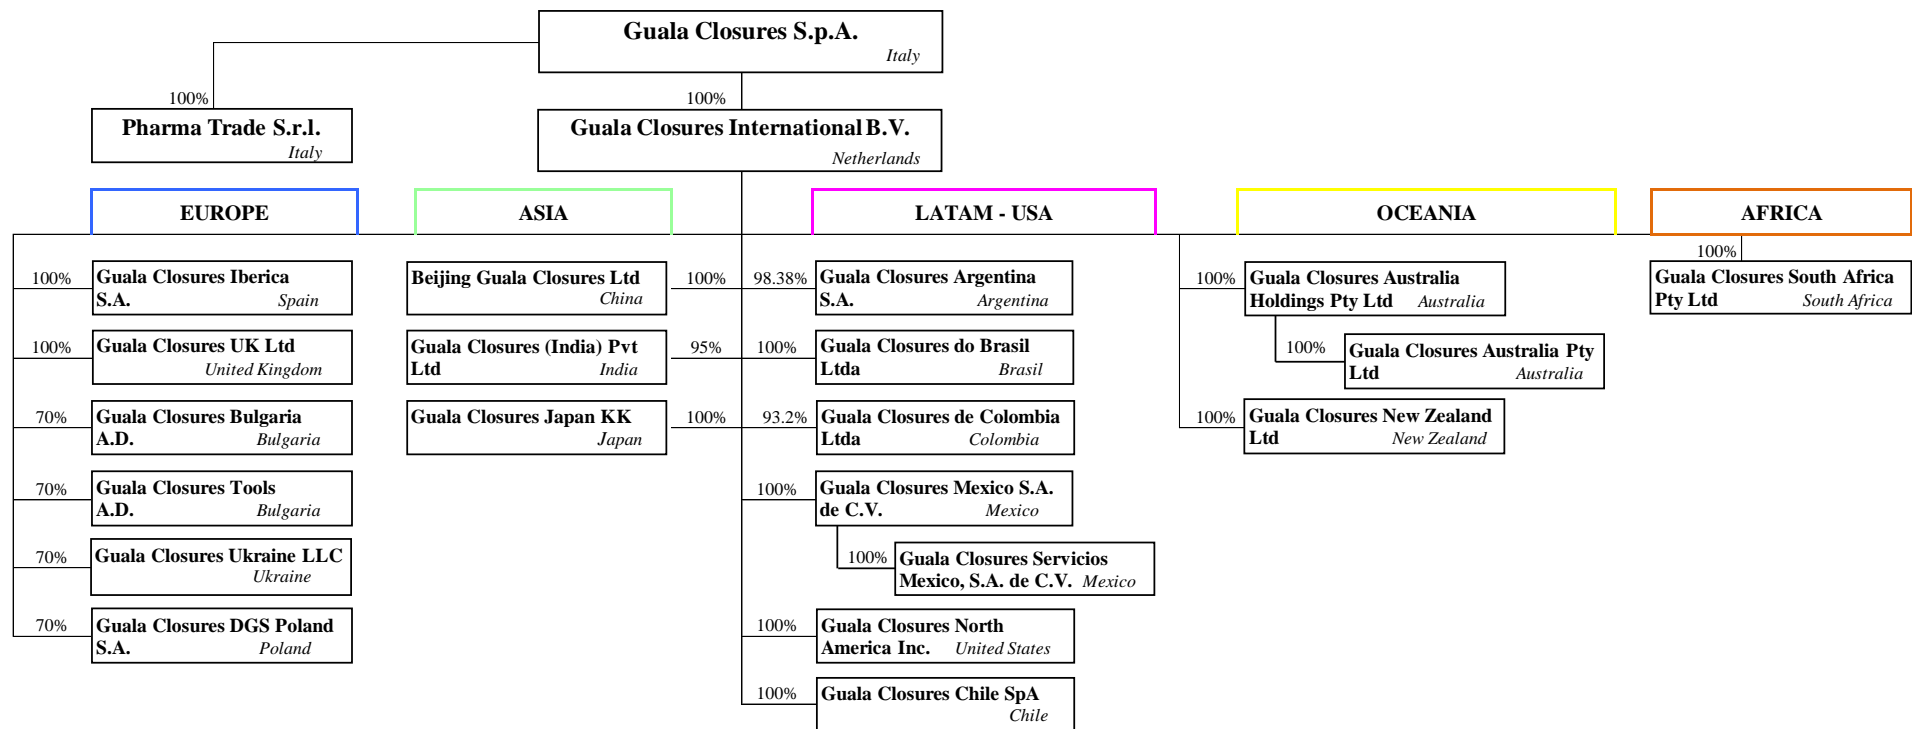 Guala Closures S.p.A.
Italy
100%
100%
Pharma Trade S.r.l.
Italy
Guala Closures International B.V.
Netherlands
EUROPE
ASIA
LATAM - USA
OCEANIA
AFRICA
100%
Guala Closures Iberica
S.A. Spain
100%
Guala Closures UK Ltd
United Kingdom
70%
Guala Closures Bulgaria
A.D. Bulgaria
70%
Guala Closures Tools
A.D. Bulgaria
70%
Guala Closures Ukraine LLC
Ukraine
70%
Guala Closures DGS Poland
S.A. Poland
Beijing Guala Closures Ltd
China
100%
Guala Closures (India) Pvt
Ltd India
95%
Guala Closures Japan KK
Japan
100%
98.38%
Guala Closures Argentina
S.A. Argentina
100%
Guala Closures do Brasil
Ltda Brasil
93.2%
Guala Closures de Colombia
Ltda Colombia
100%
Guala Closures Mexico S.A.
de C.V. Mexico
100%
Guala Closures Servicios
Mexico, S.A. de C.V. Mexico
100%
Guala Closures North
America Inc. United States
100%
Guala Closures Chile SpA
Chile
100%
Guala Closures Australia
Holdings Pty Ltd Australia
100%
Guala Closures Australia Pty
Ltd Australia
100%
Guala Closures New Zealand
Ltd New Zealand
100%
Guala Closures South Africa
Pty Ltd South Africa